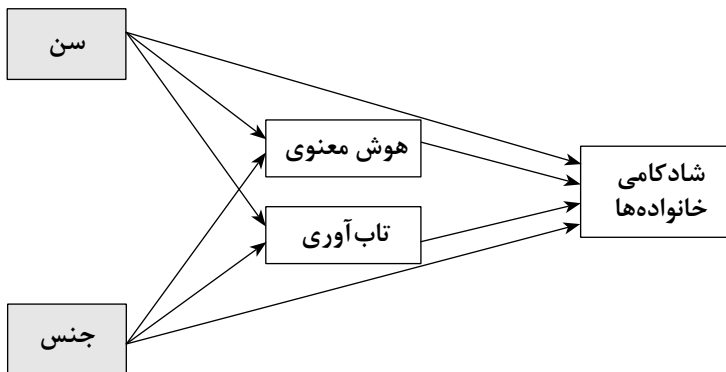 سن
هوش معنوی
تاب‌آوری
شادکامی
خانواده‌ها
جنس